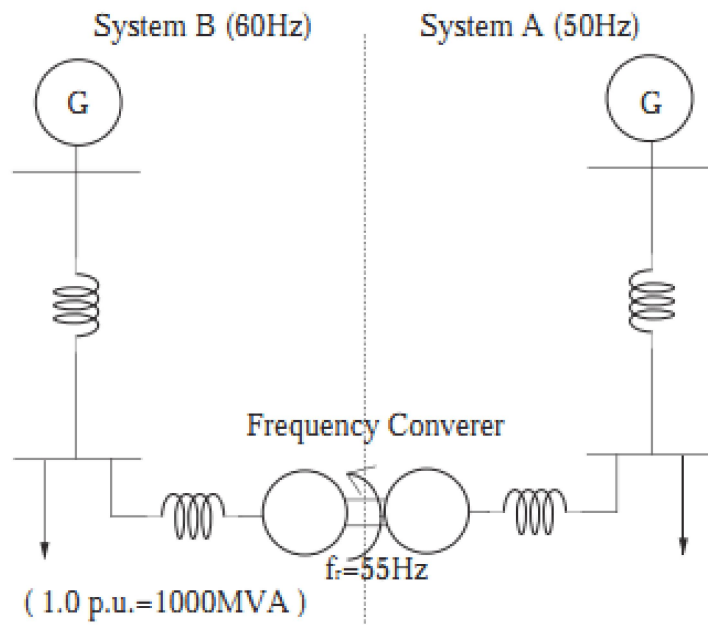 System B (60Hz)
System A (50Hz)
G
G
Frequency Converer
fr=55Hz
( 1.0 p.u.=1000MVA )